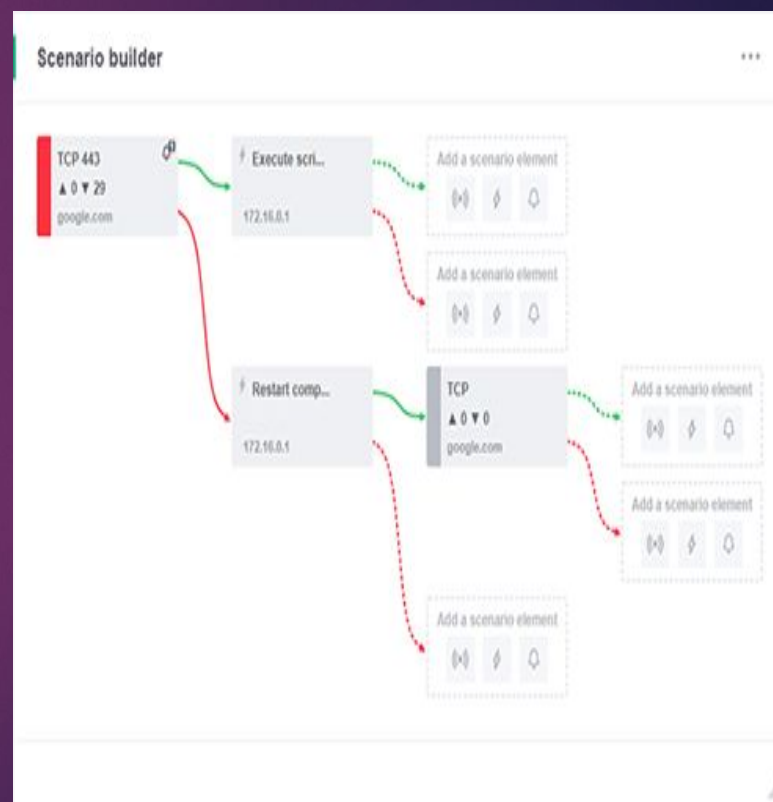 Scenario builder
TCP 443
▲ 0 ▼ 29
google.com
Execute scri...
172.16.0.1
Add a scenario element
Add a scenario element
Restart comp...
172.16.0.1
TCP
▲ 0 ▼ 0
google.com
Add a scenario element
Add a scenario element
Add a scenario element